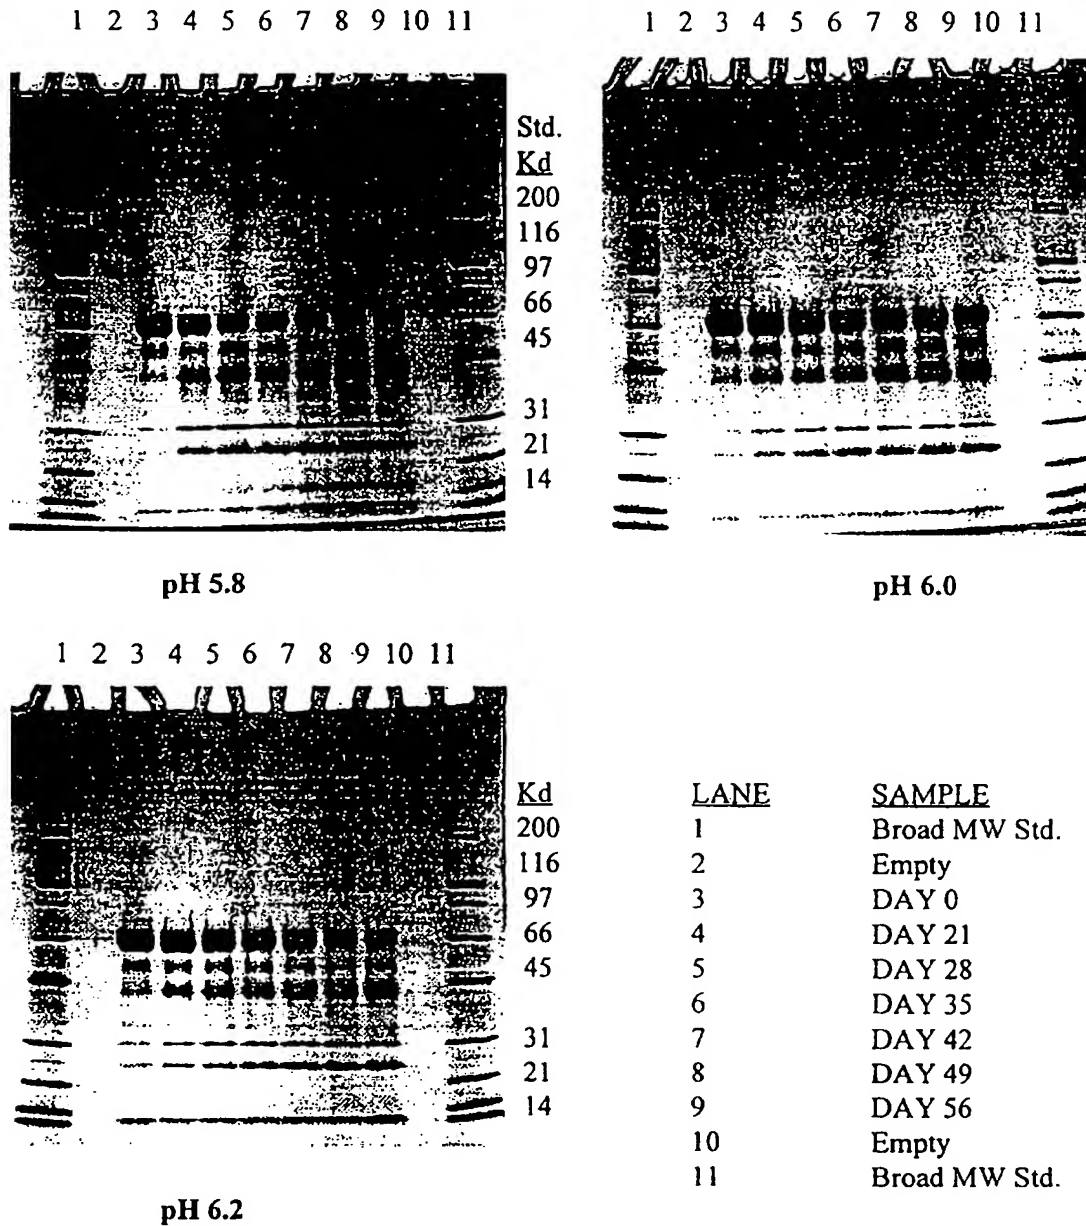 1 2 3 4 5 6 7 8 9 10 11
1 2 3 4 5 6 7 8 9 10 11
Std.
Kd
200
116
97
66
45
31
21
14
pH 5.8
pH 6.0
1 2 3 4 5 6 7 8 9 10 11
Kd
200
116
97
66
45
31
21
14
pH 6.2
LANE SAMPLE
1 Broad MW Std.
2 Empty
3 DAY 0
4 DAY 21
5 DAY 28
6 DAY 35
7 DAY 42
8 DAY 49
9 DAY 56
10 Empty
11 Broad MW Std.